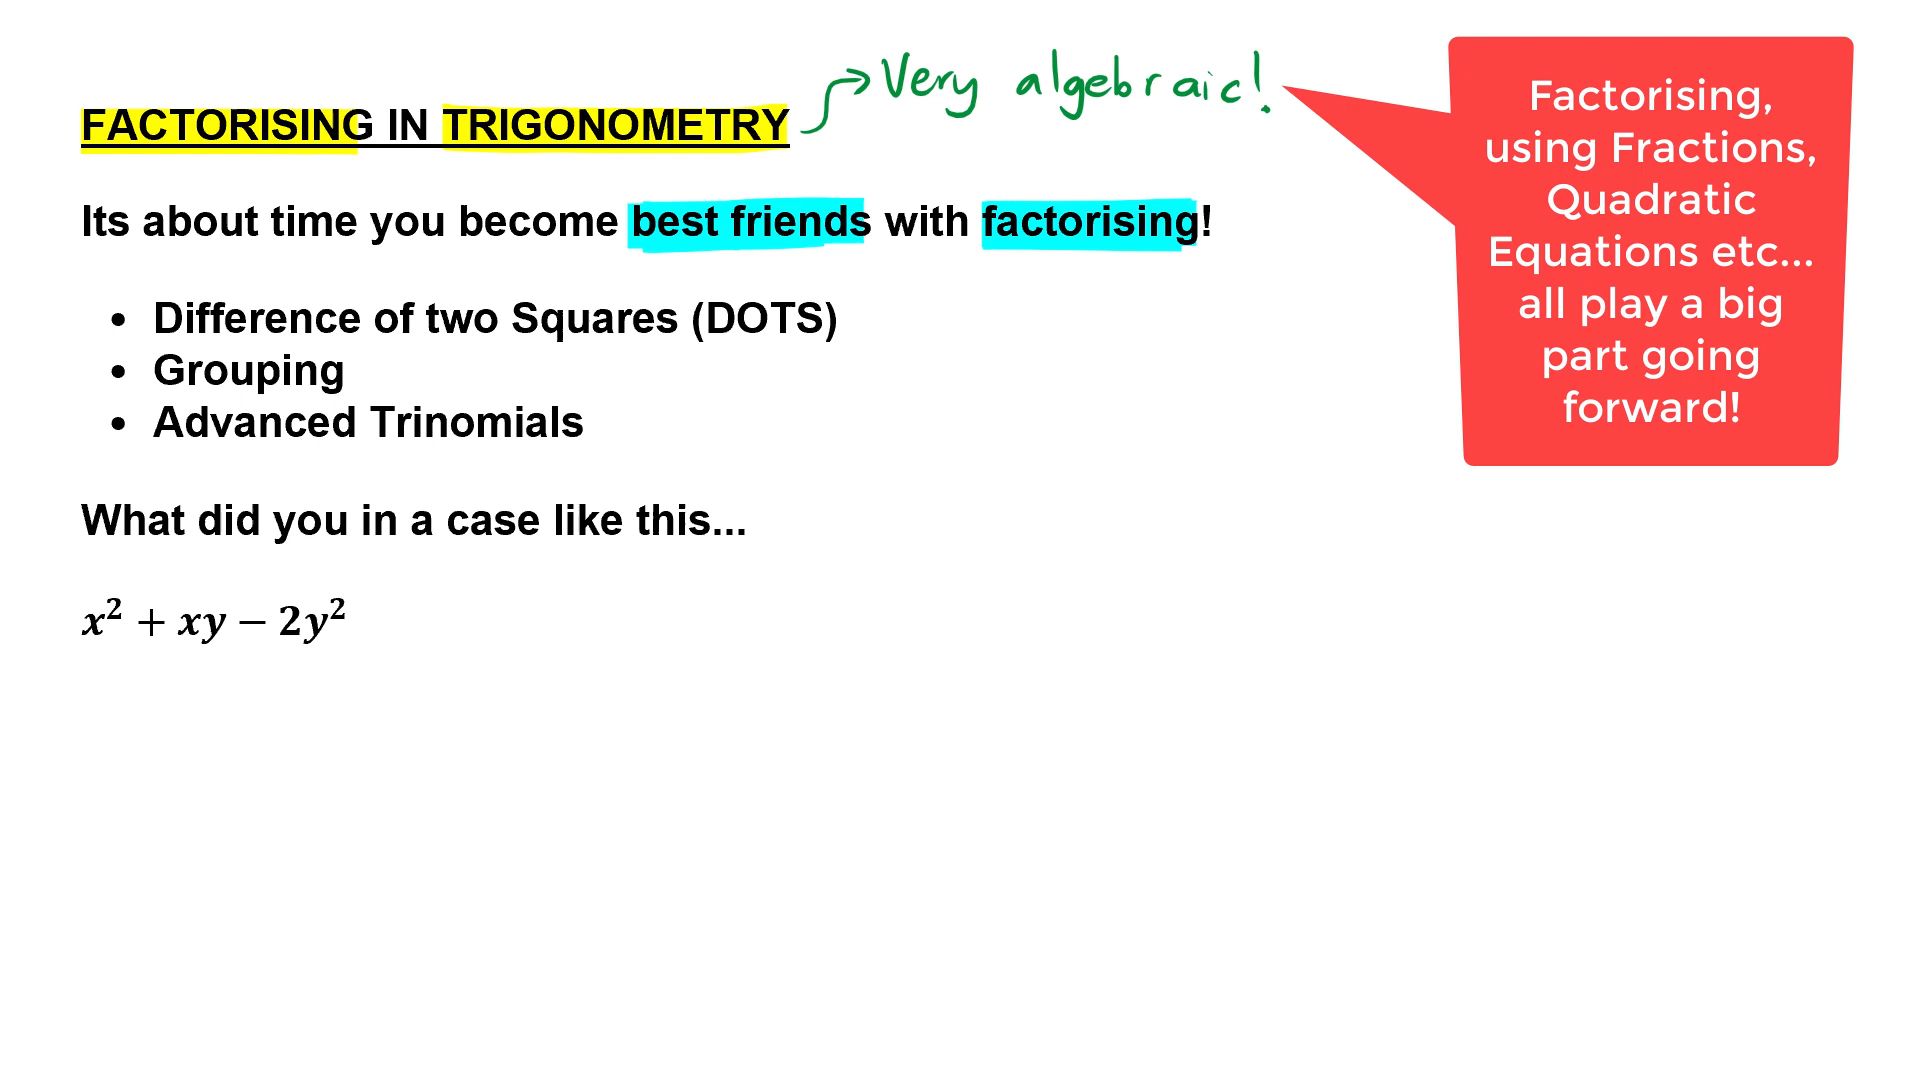 FACTORISING IN TRIGONOMETRY
Very algebraic!
Its about time you become best friends with factorising!
• Difference of two Squares (DOTS)
• Grouping
• Advanced Trinomials
What did you in a case like this...
x² + xy − 2y²
Factorising,
using Fractions,
Quadratic
Equations etc...
all play a big
part going
forward!